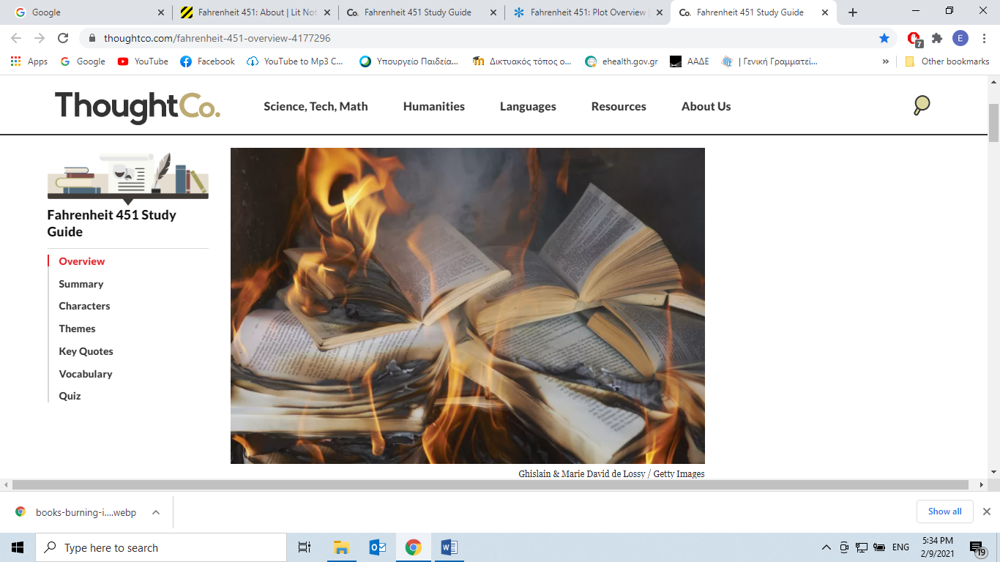 Google
Fahrenheit 451: About | Lit Not
Co. Fahrenheit 451 Study Guide
Fahrenheit 451: Plot Overview |
Co. Fahrenheit 451 Study Guide
thoughtco.com/fahrenheit-451-overview-4177296
E
7
Apps
Google
YouTube
Facebook
YouTube to Mp3 C...
Υπουργείο Παιδεία...
Δικτυακός τόπος ο...
ehealth.gov.gr
ΑΑΔΕ
| Γενική Γραμματεί...
»
Other bookmarks
ThoughtCo.
Science, Tech, Math
Humanities
Languages
Resources
About Us
Fahrenheit 451 Study
Guide
Overview
Summary
Characters
Themes
Key Quotes
Vocabulary
Quiz
Ghislain & Marie David de Lossy / Getty Images
books-burning-i....webp
Show all
Type here to search
ENG
5:34 PM
2/9/2021
19